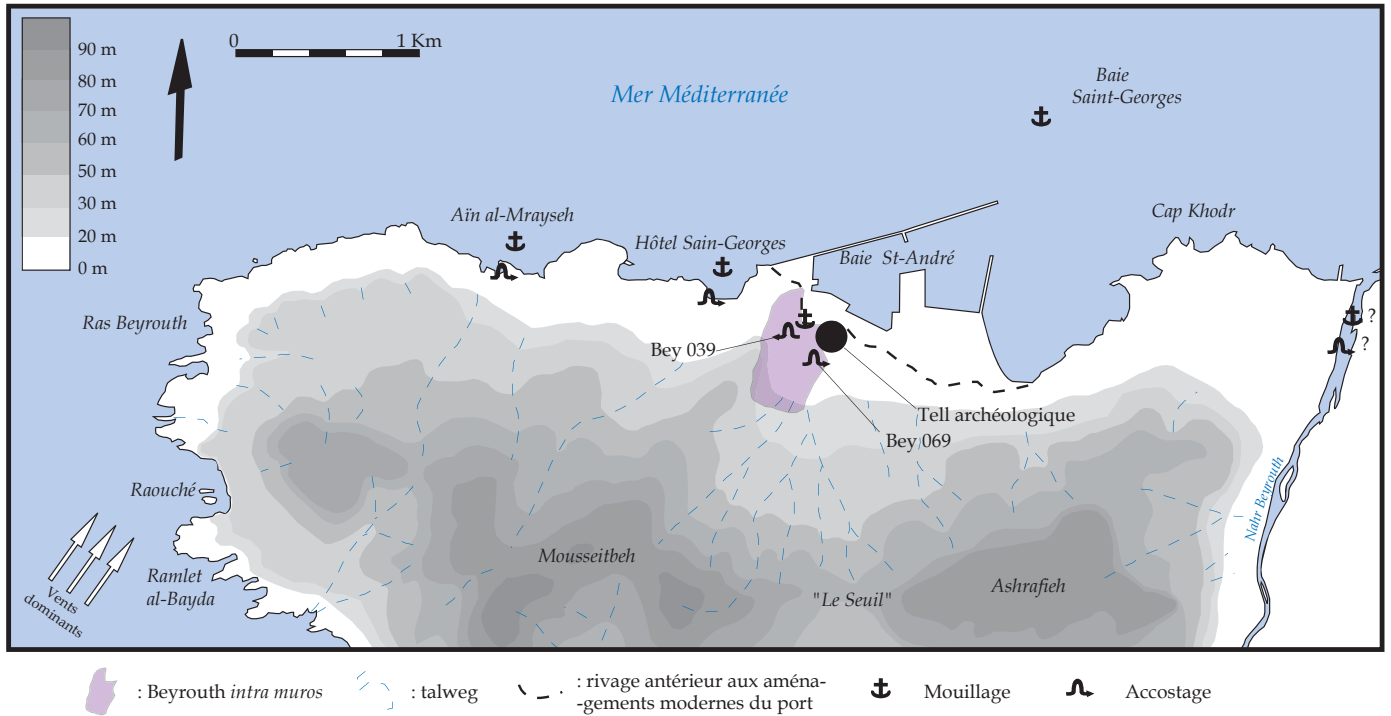 90 m
80 m
70 m
60 m
50 m
30 m
20 m
0 m
0 1 Km
Mer Méditerranée
Baie
Saint-Georges
Aïn al-Mrayseh
Hôtel Sain-Georges
Baie St-André
Cap Khodr
Ras Beyrouth
Bey 039
?
?
Tell archéologique
Bey 069
Raouché
Nahr Beyrouth
Mousseitbeh
Ashrafieh
"Le Seuil"
Ramlet
al-Bayda
Vents
dominants
: Beyrouth intra muros
: talweg
: rivage antérieur aux aména-
-gements modernes du port
Mouillage
Accostage